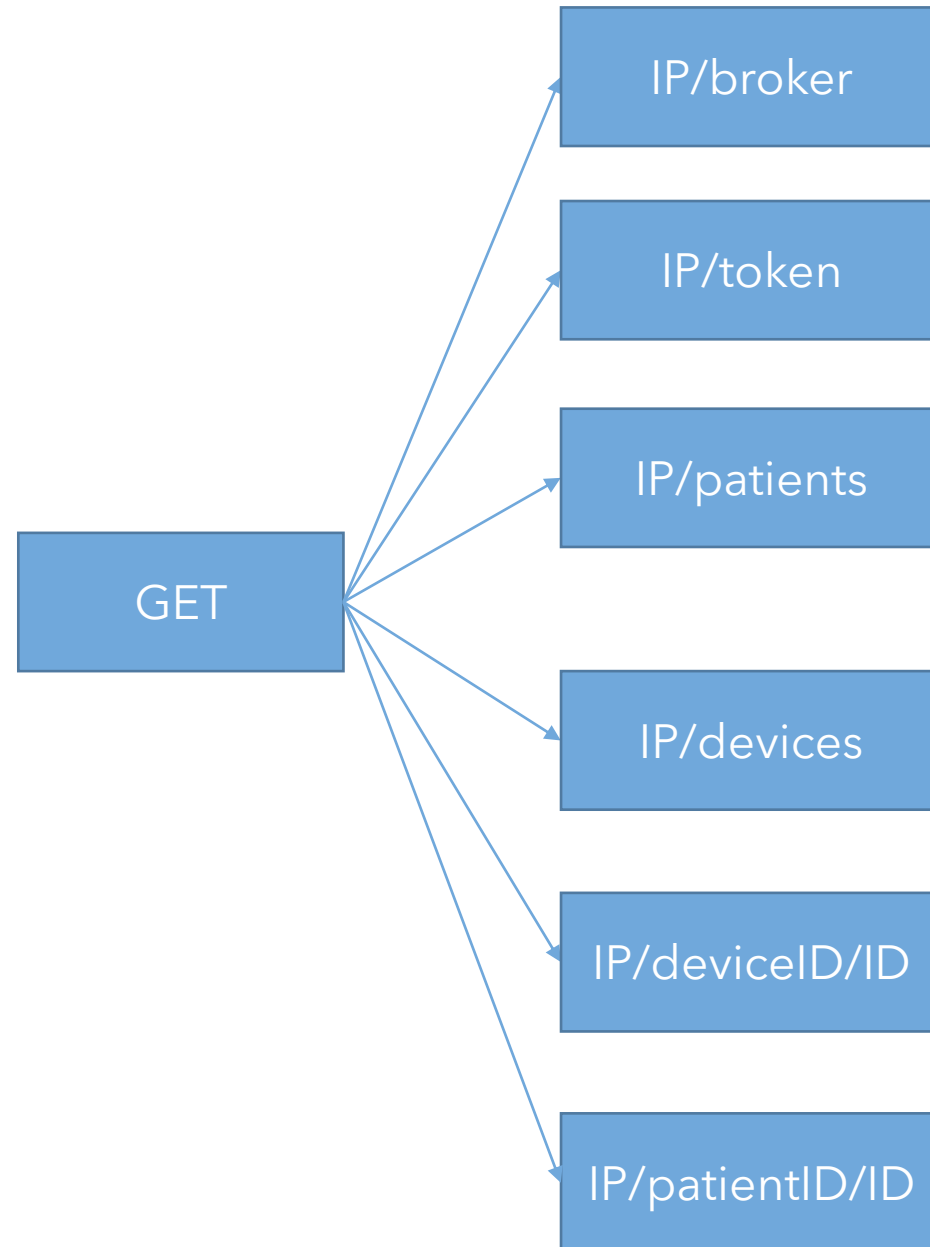 IP/broker
IP/token
IP/patients
GET
IP/devices
IP/deviceID/ID
IP/patientID/ID